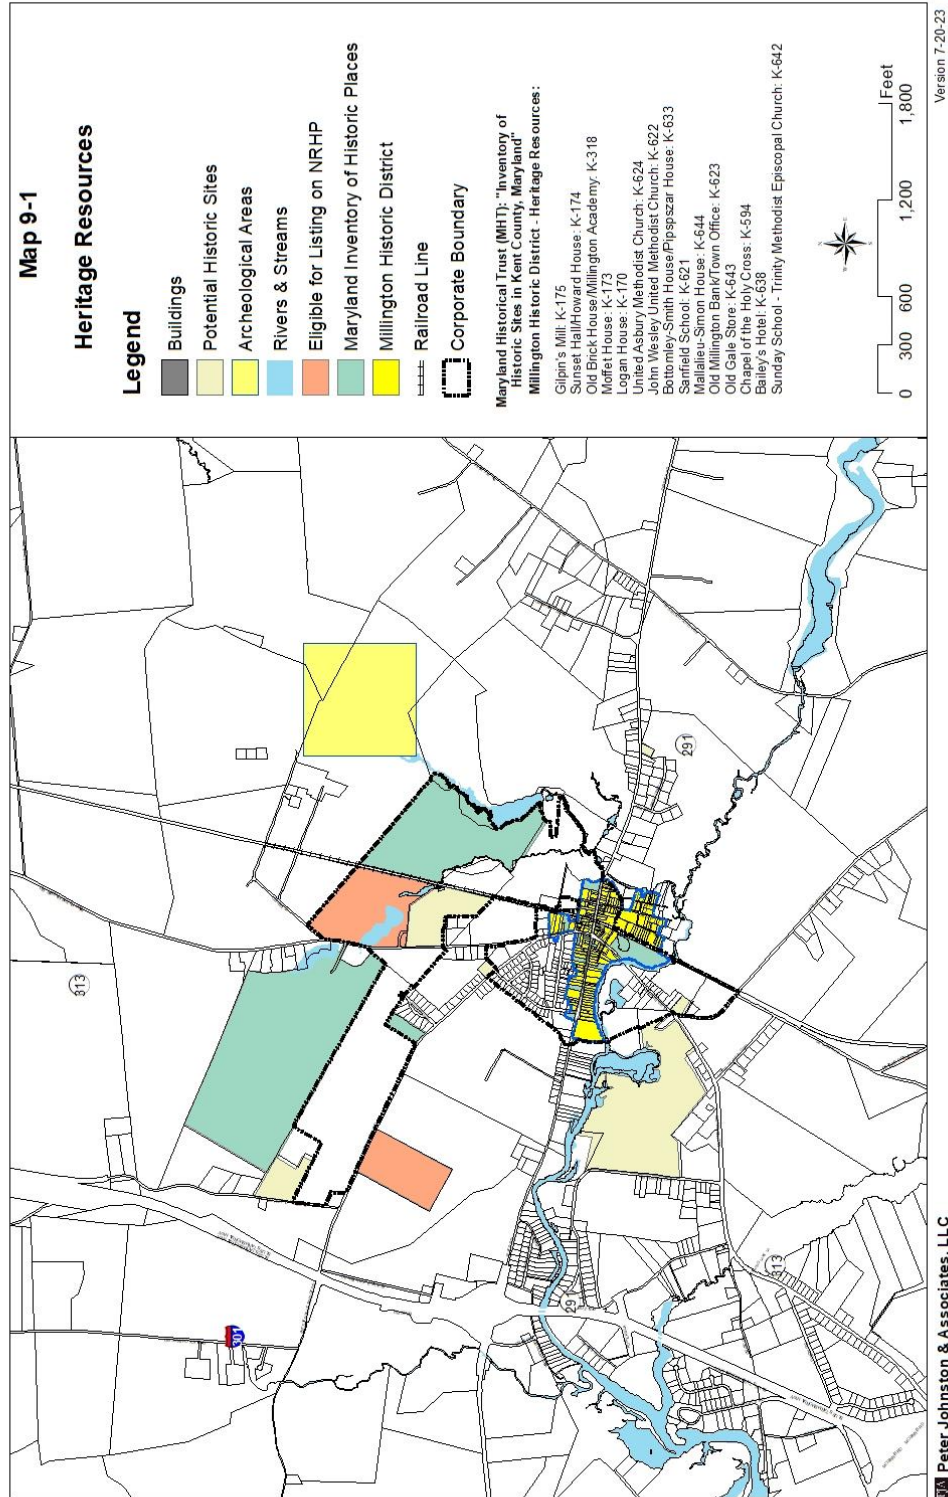 Map 9-1
Heritage Resources
Legend
Buildings
Potential Historic Sites
Archeological Areas
Rivers & Streams
Eligible for Listing on NRHP
Maryland Inventory of Historic Places
Millington Historic District
Railroad Line
Corporate Boundary
Maryland Historical Trust (MHT): "Inventory of
Historic Sites in Kent County, Maryland"
Millington Historic District - Heritage Resources:
Gilpin's Mill: K-175
Sunset Hall/Howard House: K-174
Old Brick House/Millington Academy: K-318
Moffet House: K-173
Logan House: K-170
United Asbury Methodist Church: K-624
John Wesley United Methodist Church: K-622
Bottomley-Smith House/Pipspszar House: K-633
Sanfield School: K-621
Mallalieu-Simon House: K-644
Old Millington Bank/Town Office: K-623
Old Gale Store: K-643
Chapel of the Holy Cross: K-594
Bailey's Hotel: K-638
Sunday School - Trinity Methodist Episcopal Church: K-642
0 300 600 1,200 1,800
Feet
313
301
291
291
313
Peter Johnston & Associates, LLC
Version 7-20-23